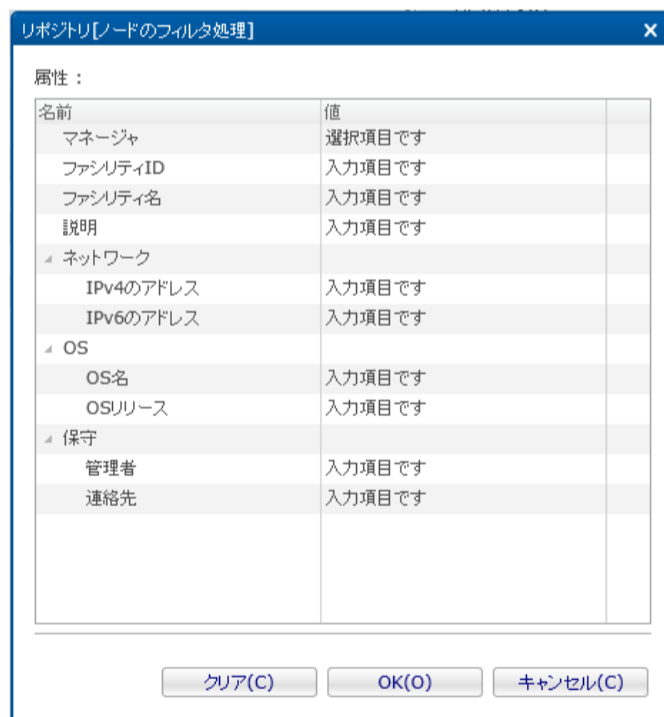 リポジトリ[ノードのフィルタ処理]
属性：
名前 値
マネージャ 選択項目です
ファシリティID 入力項目です
ファシリティ名 入力項目です
説明 入力項目です
ネットワーク
IPv4のアドレス 入力項目です
IPv6のアドレス 入力項目です
OS
OS名 入力項目です
OSリリース 入力項目です
保守
管理者 入力項目です
連絡先 入力項目です
クリア(C) OK(O) キャンセル(C)